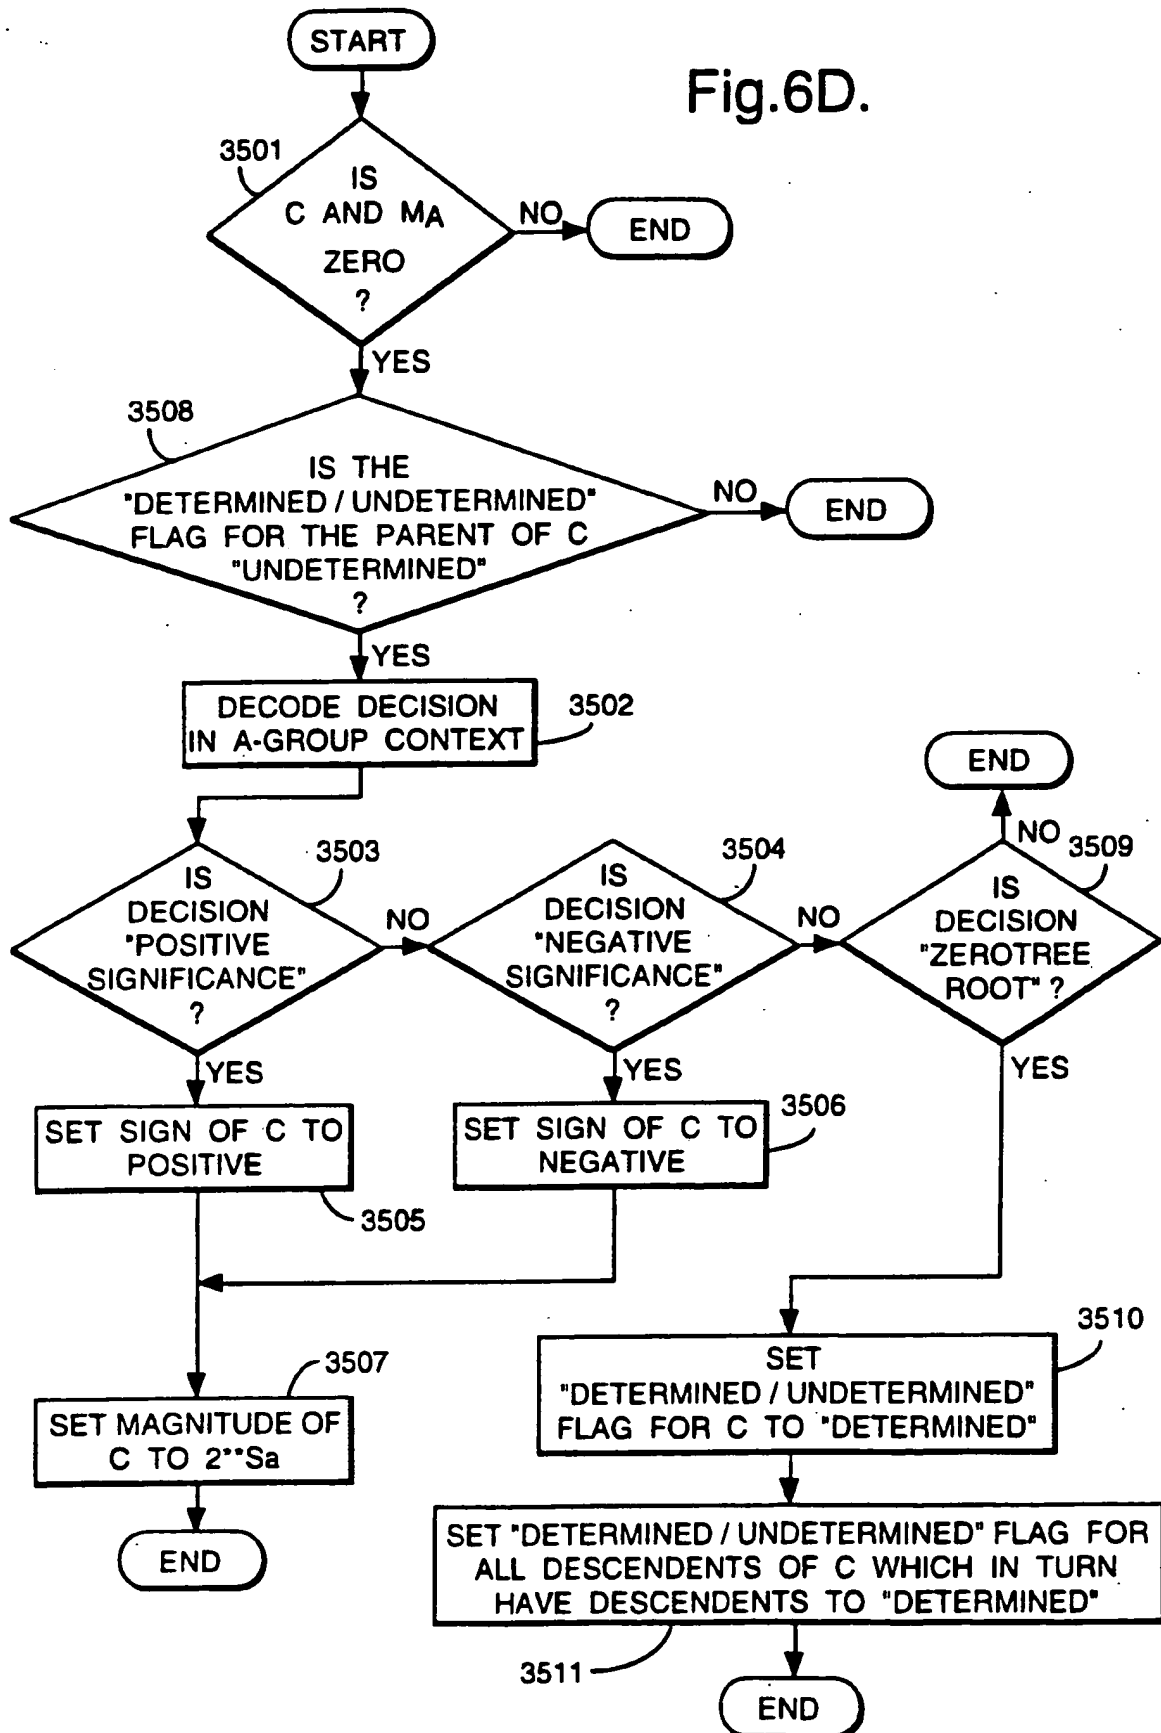 START
Fig.6D.
3501
IS
C AND MA
ZERO
?
NO
END
YES
3508
IS THE
"DETERMINED / UNDETERMINED"
FLAG FOR THE PARENT OF C
"UNDETERMINED"
?
NO
END
YES
DECODE DECISION
IN A-GROUP CONTEXT
3502
END
NO
3503
IS
DECISION
"POSITIVE
SIGNIFICANCE"
?
NO
3504
IS
DECISION
"NEGATIVE
SIGNIFICANCE"
?
NO
3509
IS
DECISION
"ZEROTREE
ROOT" ?
YES
YES
YES
SET SIGN OF C TO
POSITIVE
3505
SET SIGN OF C TO
NEGATIVE
3506
3507
SET MAGNITUDE OF
C TO 2**Sa
END
3510
SET
"DETERMINED / UNDETERMINED"
FLAG FOR C TO "DETERMINED"
SET "DETERMINED / UNDETERMINED" FLAG FOR
ALL DESCENDENTS OF C WHICH IN TURN
HAVE DESCENDENTS TO "DETERMINED"
3511
END